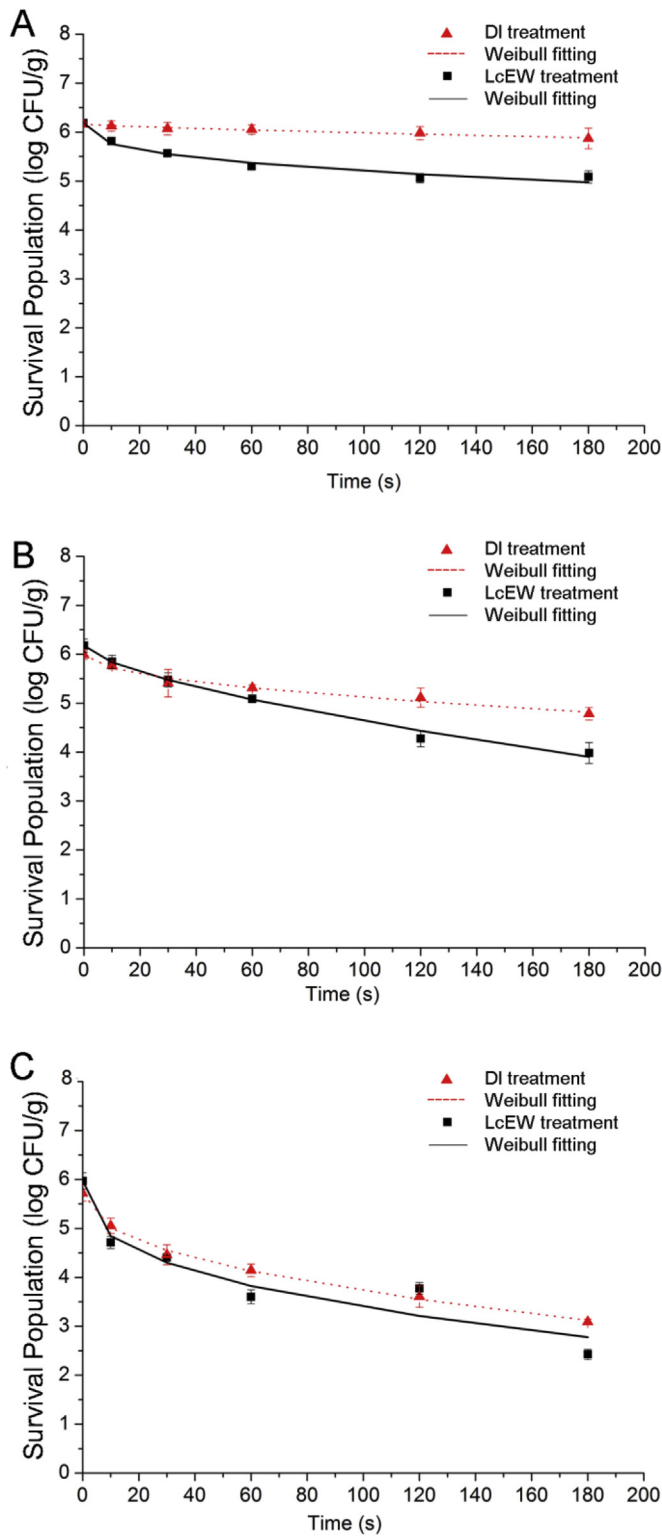 A
DI treatment
Weibull fitting
LcEW treatment
Weibull fitting
Survival Population (log CFU/g)
8
7
6
5
4
3
2
1
0
0 20 40 60 80 100 120 140 160 180 200
Time (s)
B
DI treatment
Weibull fitting
LcEW treatment
Weibull fitting
Survival Population (log CFU/g)
8
7
6
5
4
3
2
1
0
0 20 40 60 80 100 120 140 160 180 200
Time (s)
C
DI treatment
Weibull fitting
LcEW treatment
Weibull fitting
Survival Population (log CFU/g)
8
7
6
5
4
3
2
1
0
0 20 40 60 80 100 120 140 160 180 200
Time (s)